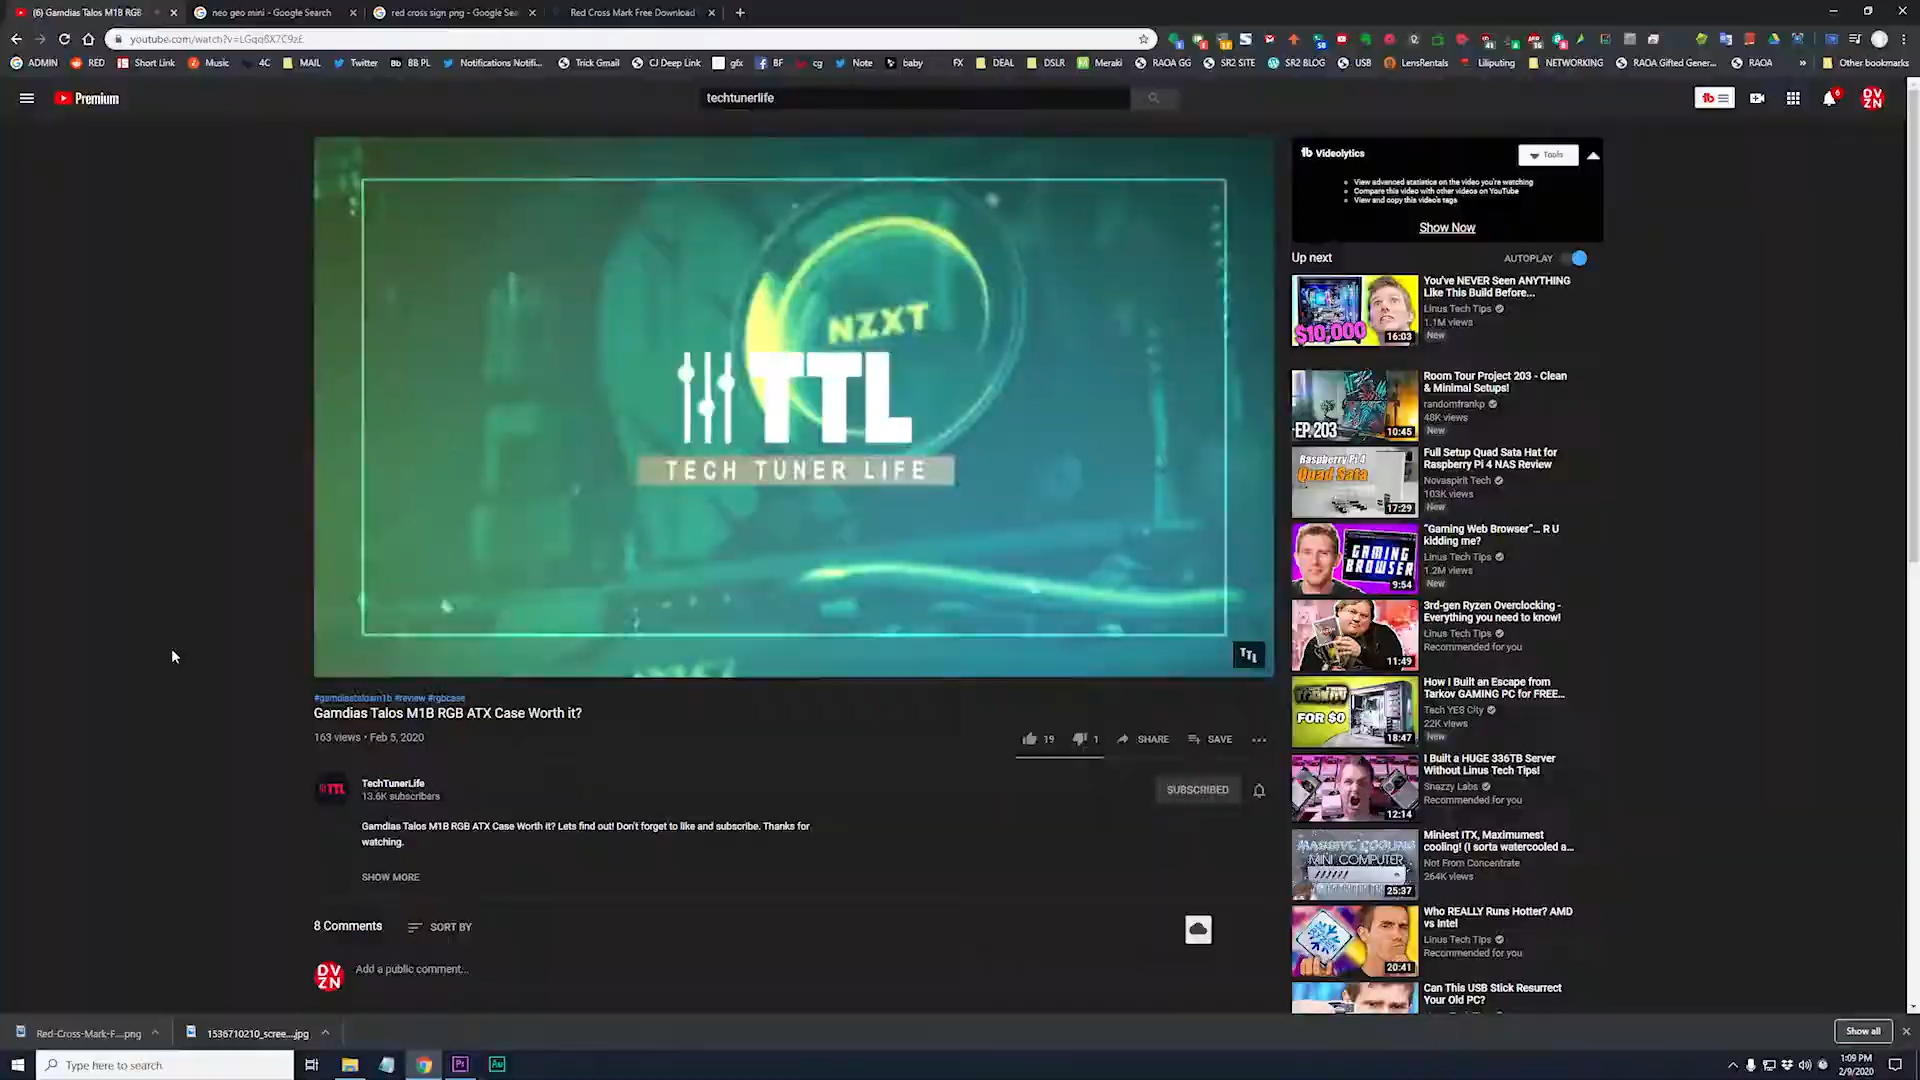 (6) Gamdias Talos M1B RGB
neo geo mini - Google Search
red cross sign png - Google Sea
Red Cross Mark Free Download
ADMIN
RED
Short Link
Music
4C
MAIL
Twitter
BB PL
Notifications Notifi...
Trick Gmail
CJ Deep Link
gfx
BF
cg
Note
baby
FX
DEAL
DSLR
Meraki
RAOA GG
SR2 SITE
SR2 BLOG
USB
LensRentals
Liliputing
NETWORKING
RAOA Gifted Gener...
RAOA
»
Other bookmarks
Premium
techtunerlife
DV
ZN
NZXT
TTL
TECH TUNER LIFE
TTL
#gamdiastalosm1b #review #rgbcase
Gamdias Talos M1B RGB ATX Case Worth it?
163 views • Feb 5, 2020
19
1
SHARE
SAVE
TTL
TechTunerLife
13.6K subscribers
SUBSCRIBED
Gamdias Talos M1B RGB ATX Case Worth it? Lets find out! Don't forget to like and subscribe. Thanks for
watching.
SHOW MORE
8 Comments
SORT BY
DV
ZN
Add a public comment...
Videolytics
Tools
View advanced statistics on the video you're watching
Compare this video with other videos on YouTube
View and copy this video's tags
Show Now
Up next
AUTOPLAY
$10,000
16:03
You've NEVER Seen ANYTHING
Like This Build Before...
Linus Tech Tips
1.1M views
New
EP.203
10:45
Room Tour Project 203 - Clean
& Minimal Setups!
randomfrankp
48K views
New
Raspberry Pi 4
Quad Sata
17:29
Full Setup Quad Sata Hat for
Raspberry Pi 4 NAS Review
Novaspirit Tech
103K views
New
GAMING
BROWSER
9:54
"Gaming Web Browser"... R U
kidding me?
Linus Tech Tips
1.2M views
New
11:49
3rd-gen Ryzen Overclocking -
Everything you need to know!
Linus Tech Tips
Recommended for you
TARKOV
FOR $0
18:47
How I Built an Escape from
Tarkov GAMING PC for FREE...
Tech YES City
22K views
New
12:14
I Built a HUGE 336TB Server
Without Linus Tech Tips!
Snazzy Labs
Recommended for you
MASSIVE COOLING
MINI COMPUTER
25:37
Miniest ITX, Maximumest
cooling! (I sorta watercooled a...
Not From Concentrate
264K views
20:41
Who REALLY Runs Hotter? AMD
vs Intel
Linus Tech Tips
Recommended for you
Can This USB Stick Resurrect
Your Old PC?
Red-Cross-Mark-F....png
1536710210_scree....jpg
Show all
Type here to search
1:09 PM
2/9/2020